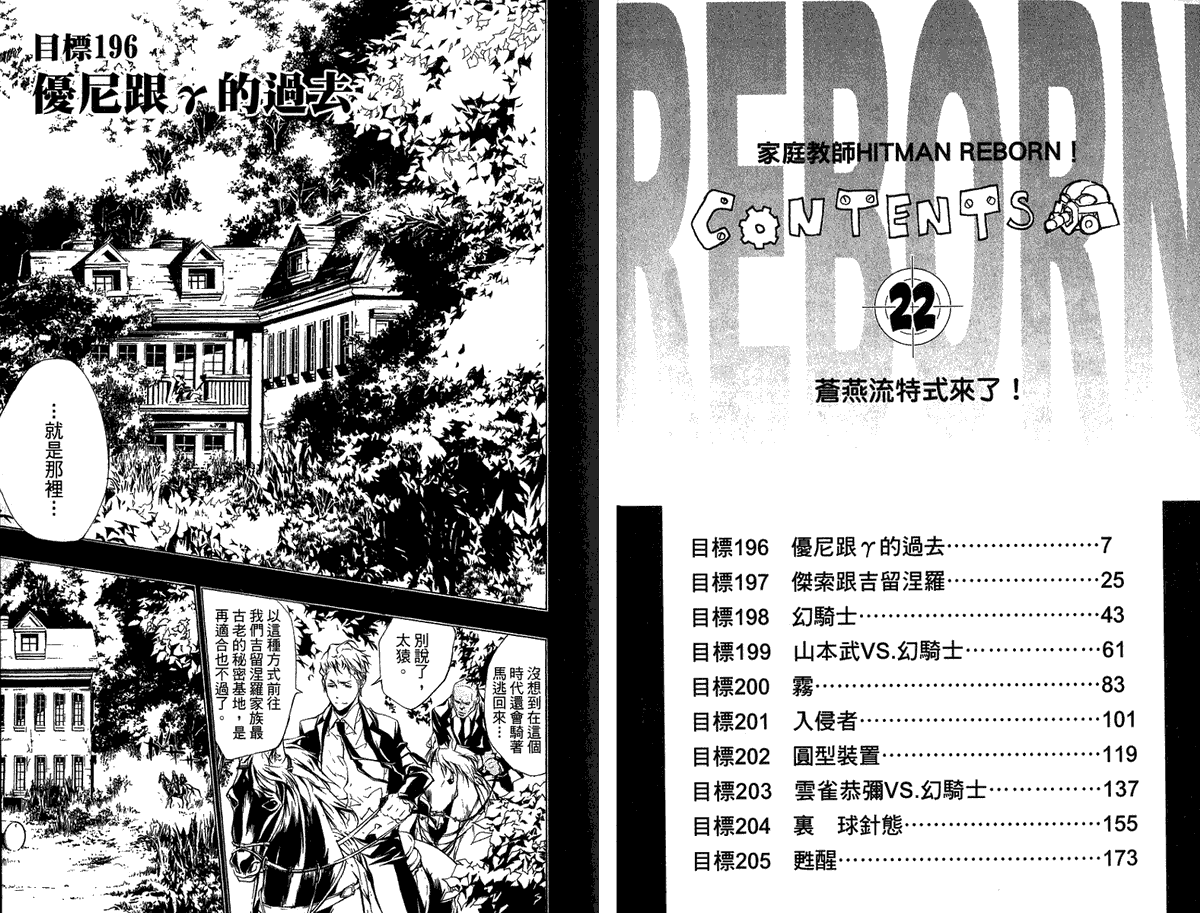 REBORN
家庭教師HITMAN REBORN！
CONTENTS
22
蒼燕流特式來了！
目標196 優尼跟γ的過去……………………7
目標197 傑索跟吉留涅羅……………………25
目標198 幻騎士………………………………43
目標199 山本武VS.幻騎士…………………61
目標200 霧……………………………………83
目標201 入侵者………………………………101
目標202 圓型裝置……………………………119
目標203 雲雀恭彌VS.幻騎士………………137
目標204 裏　球針態…………………………155
目標205 甦醒…………………………………173
目標196
優尼跟γ的過去
…就是那裡…
沒想到在這個
時代還會騎著
馬逃回來…
別說了，
太猿。
以這種方式前往
我們吉留涅羅家族最
古老的秘密基地，是
再適合也不過了。